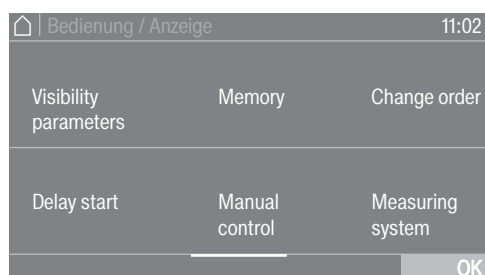 Bedienung / Anzeige 11:02
Visibility parameters
Memory
Change order
Delay start
Manual control
Measuring system
OK